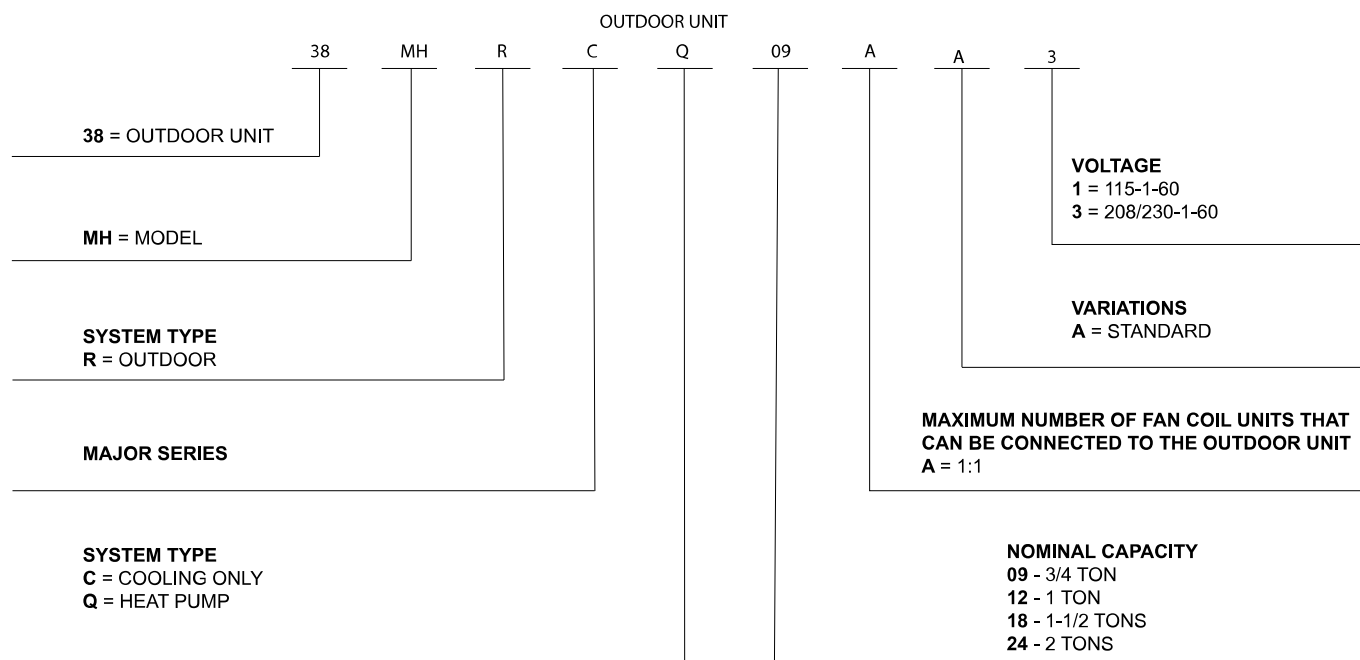 OUTDOOR UNIT
38 MH R C Q 09 A A 3
38 = OUTDOOR UNIT
MH = MODEL
SYSTEM TYPE
R = OUTDOOR
MAJOR SERIES
SYSTEM TYPE
C = COOLING ONLY
Q = HEAT PUMP
VOLTAGE
1 = 115-1-60
3 = 208/230-1-60
VARIATIONS
A = STANDARD
MAXIMUM NUMBER OF FAN COIL UNITS THAT
CAN BE CONNECTED TO THE OUTDOOR UNIT
A = 1:1
NOMINAL CAPACITY
09 - 3/4 TON
12 - 1 TON
18 - 1-1/2 TONS
24 - 2 TONS